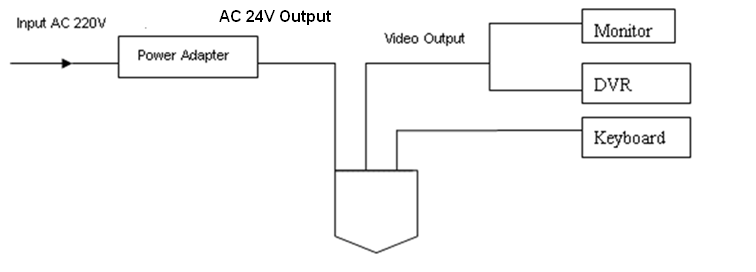 Input AC 220V
AC 24V Output
Power Adapter
Video Output
Monitor
DVR
Keyboard